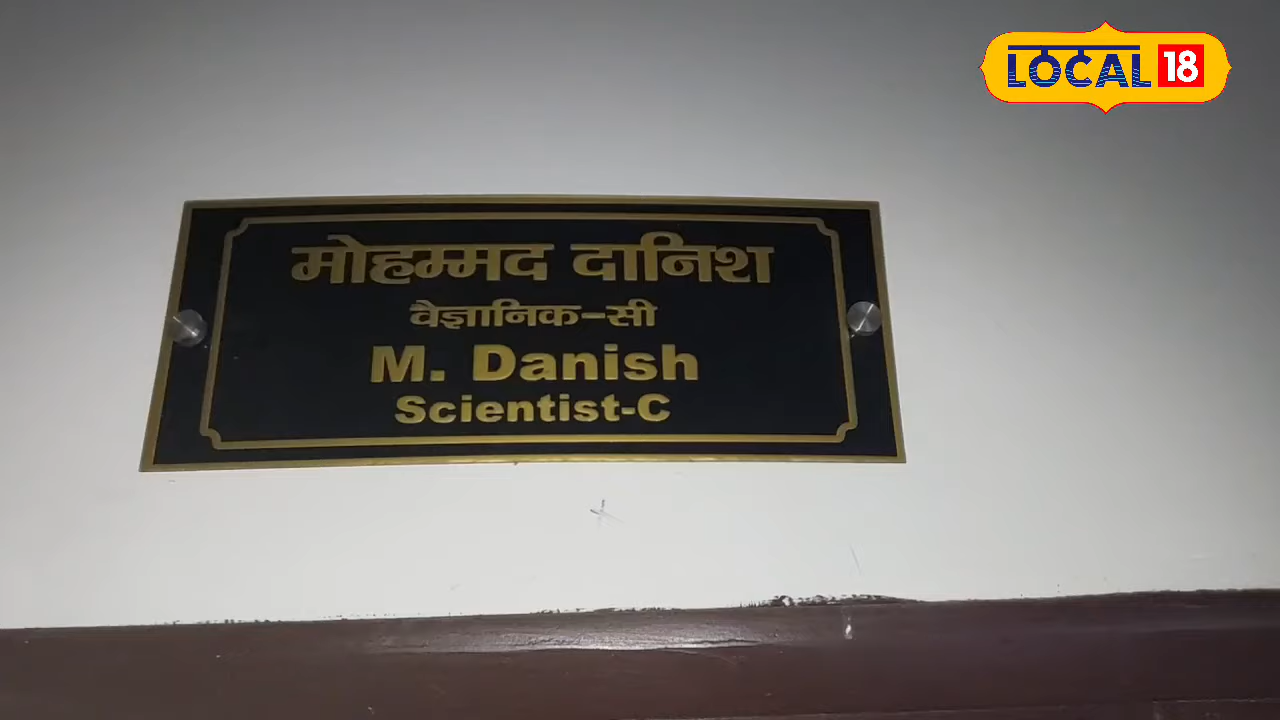 LOCAL 18
मोहम्मद दानिश
वैज्ञानिक-सी
M. Danish
Scientist-C